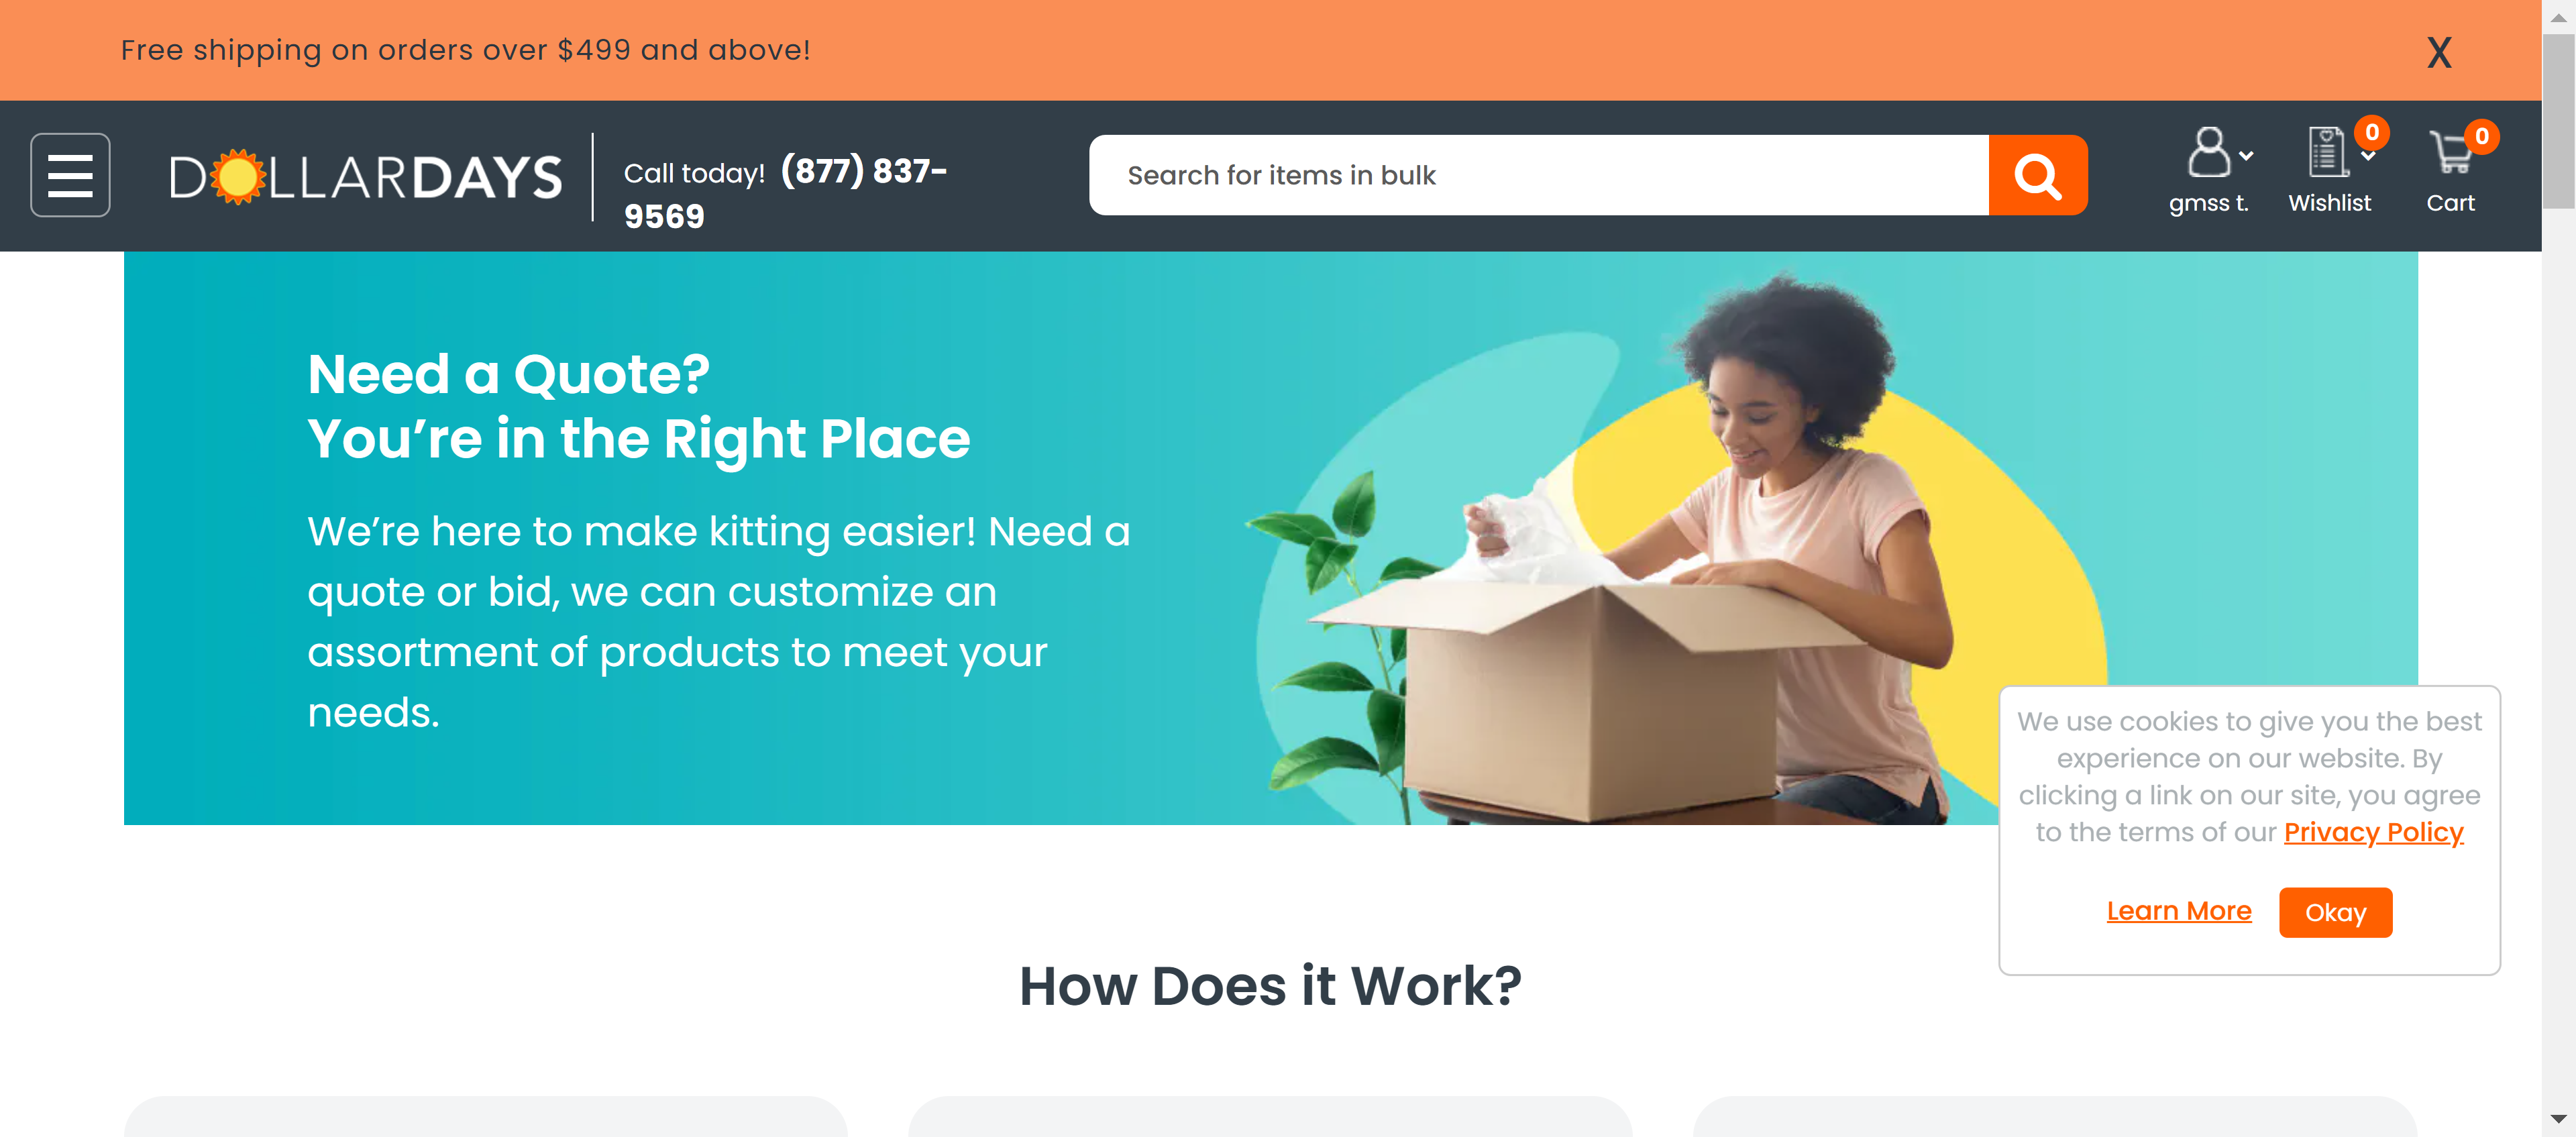 Free shipping on orders over $499 and above!
X
DOLLARDAYS
Call today! (877) 837-
9569
Search for items in bulk
gmss t.
0
Wishlist
0
Cart
Need a Quote?
You're in the Right Place
We're here to make kitting easier! Need a
quote or bid, we can customize an
assortment of products to meet your
needs.
We use cookies to give you the best
experience on our website. By
clicking a link on our site, you agree
to the terms of our Privacy Policy
Learn More
Okay
How Does it Work?